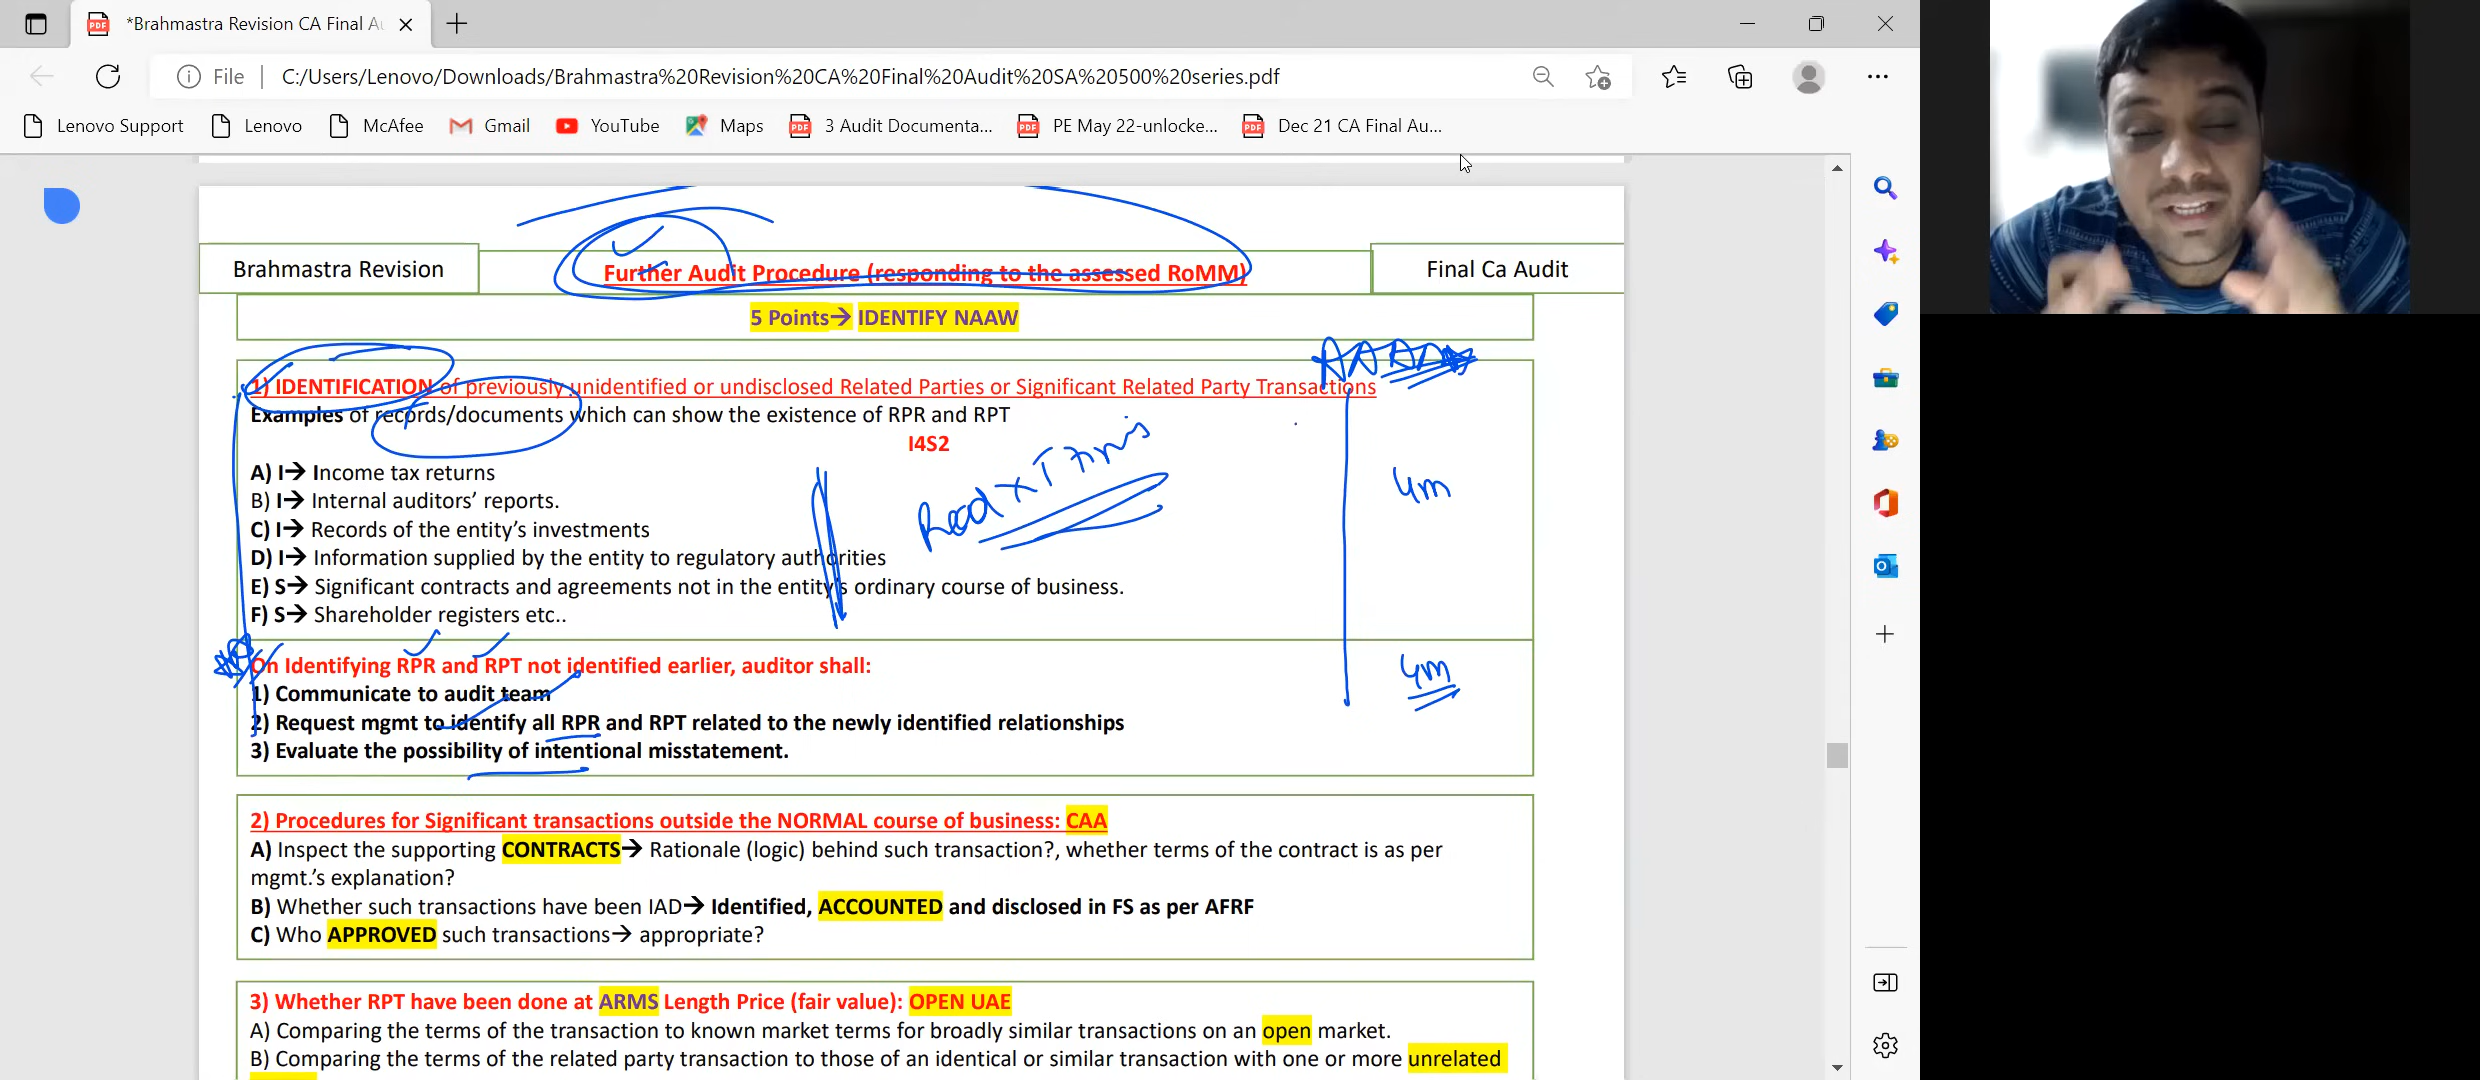 *Brahmastra Revision CA Final Au
File
C:/Users/Lenovo/Downloads/Brahmastra%20Revision%20CA%20Final%20Audit%20SA%20500%20series.pdf
Lenovo Support
Lenovo
McAfee
Gmail
YouTube
Maps
3 Audit Documenta...
PE May 22-unlocke...
Dec 21 CA Final Au...
Brahmastra Revision
Further Audit Procedure (responding to the assessed RoMM)
Final Ca Audit
5 Points→ IDENTIFY NAAW
1) IDENTIFICATION of previously unidentified or undisclosed Related Parties or Significant Related Party Transactions
Examples of records/documents which can show the existence of RPR and RPT
I4S2
A) I→ Income tax returns
B) I→ Internal auditors’ reports.
C) I→ Records of the entity’s investments
D) I→ Information supplied by the entity to regulatory authorities
E) S→ Significant contracts and agreements not in the entity’s ordinary course of business.
F) S→ Shareholder registers etc..
4m
On Identifying RPR and RPT not identified earlier, auditor shall:
1) Communicate to audit team
2) Request mgmt to identify all RPR and RPT related to the newly identified relationships
3) Evaluate the possibility of intentional misstatement.
4m
2) Procedures for Significant transactions outside the NORMAL course of business: CAA
A) Inspect the supporting CONTRACTS→ Rationale (logic) behind such transaction?, whether terms of the contract is as per
mgmt.’s explanation?
B) Whether such transactions have been IAD→ Identified, ACCOUNTED and disclosed in FS as per AFRF
C) Who APPROVED such transactions→ appropriate?
3) Whether RPT have been done at ARMS Length Price (fair value): OPEN UAE
A) Comparing the terms of the transaction to known market terms for broadly similar transactions on an open market.
B) Comparing the terms of the related party transaction to those of an identical or similar transaction with one or more unrelated